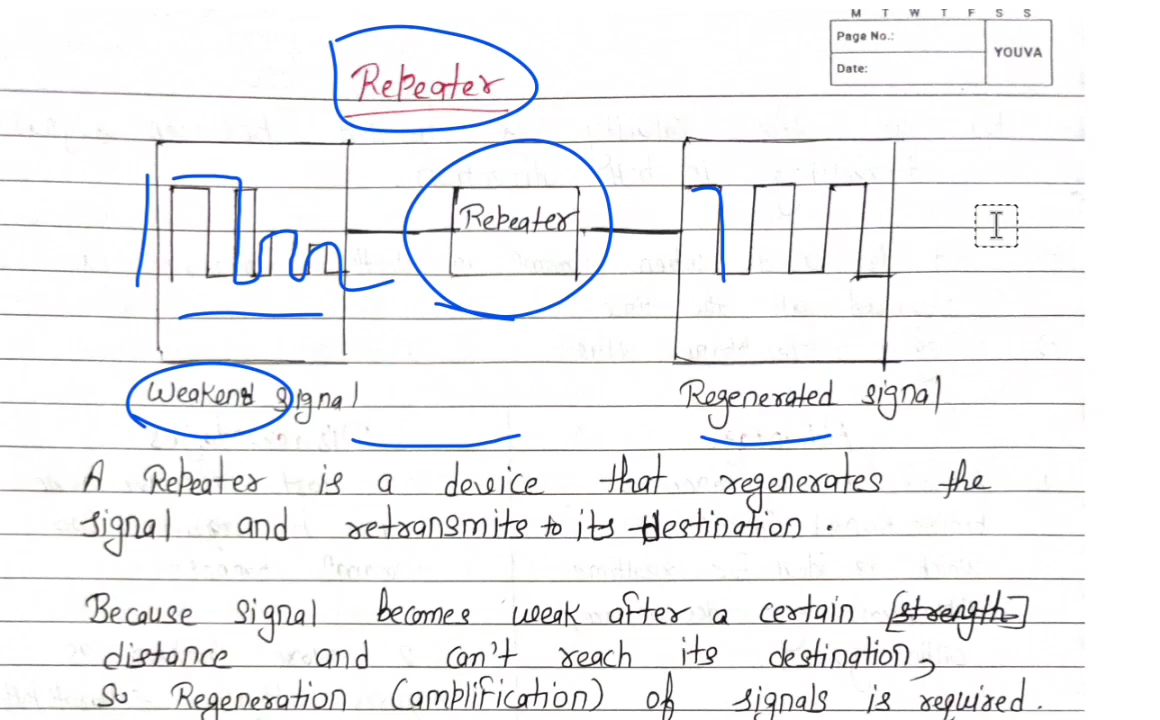 M T W T F S S
Page No.:
YOUVA
Date:
Repeater
Repeater
Weakend signal
Regenerated signal
A Repeater is a device that regenerates the
signal and retransmits to its destination.
Because signal becomes weak after a certain [strength]
distance and can't reach its destination,
So Regeneration (amplification) of signals is required.